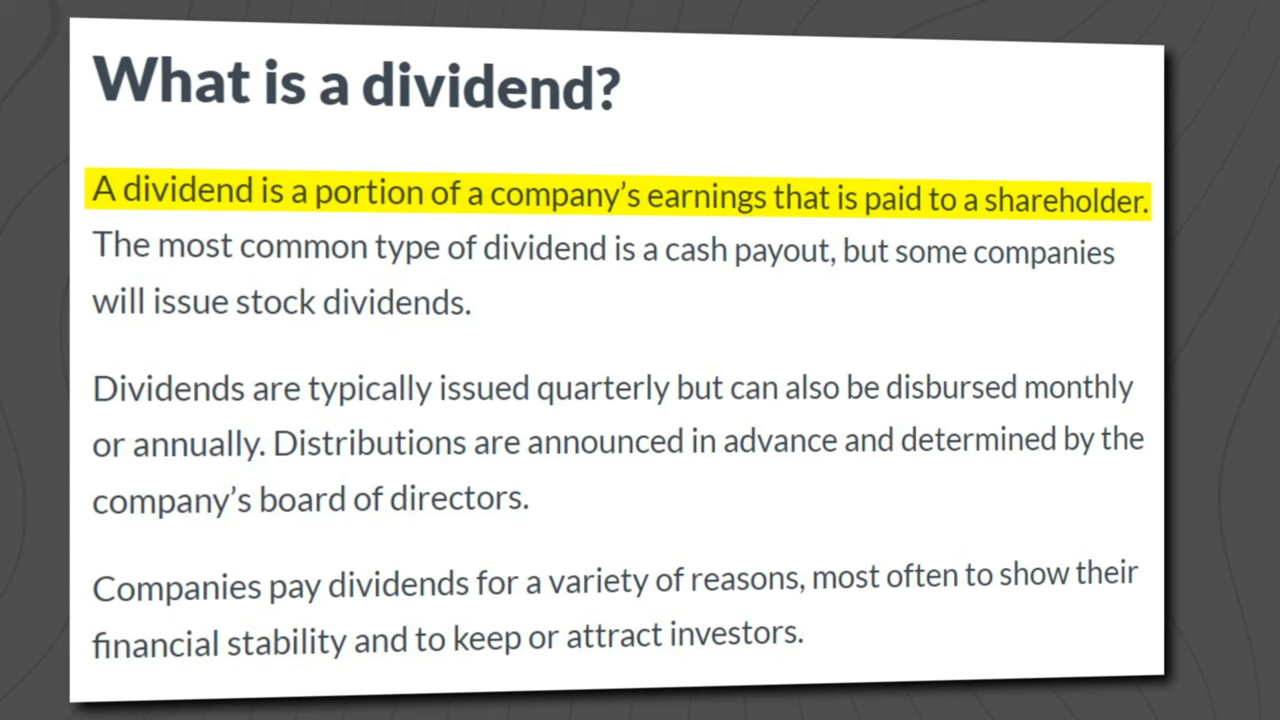 What is a dividend?
A dividend is a portion of a company’s earnings that is paid to a shareholder.
The most common type of dividend is a cash payout, but some companies
will issue stock dividends.
Dividends are typically issued quarterly but can also be disbursed monthly
or annually. Distributions are announced in advance and determined by the
company’s board of directors.
Companies pay dividends for a variety of reasons, most often to show their
financial stability and to keep or attract investors.